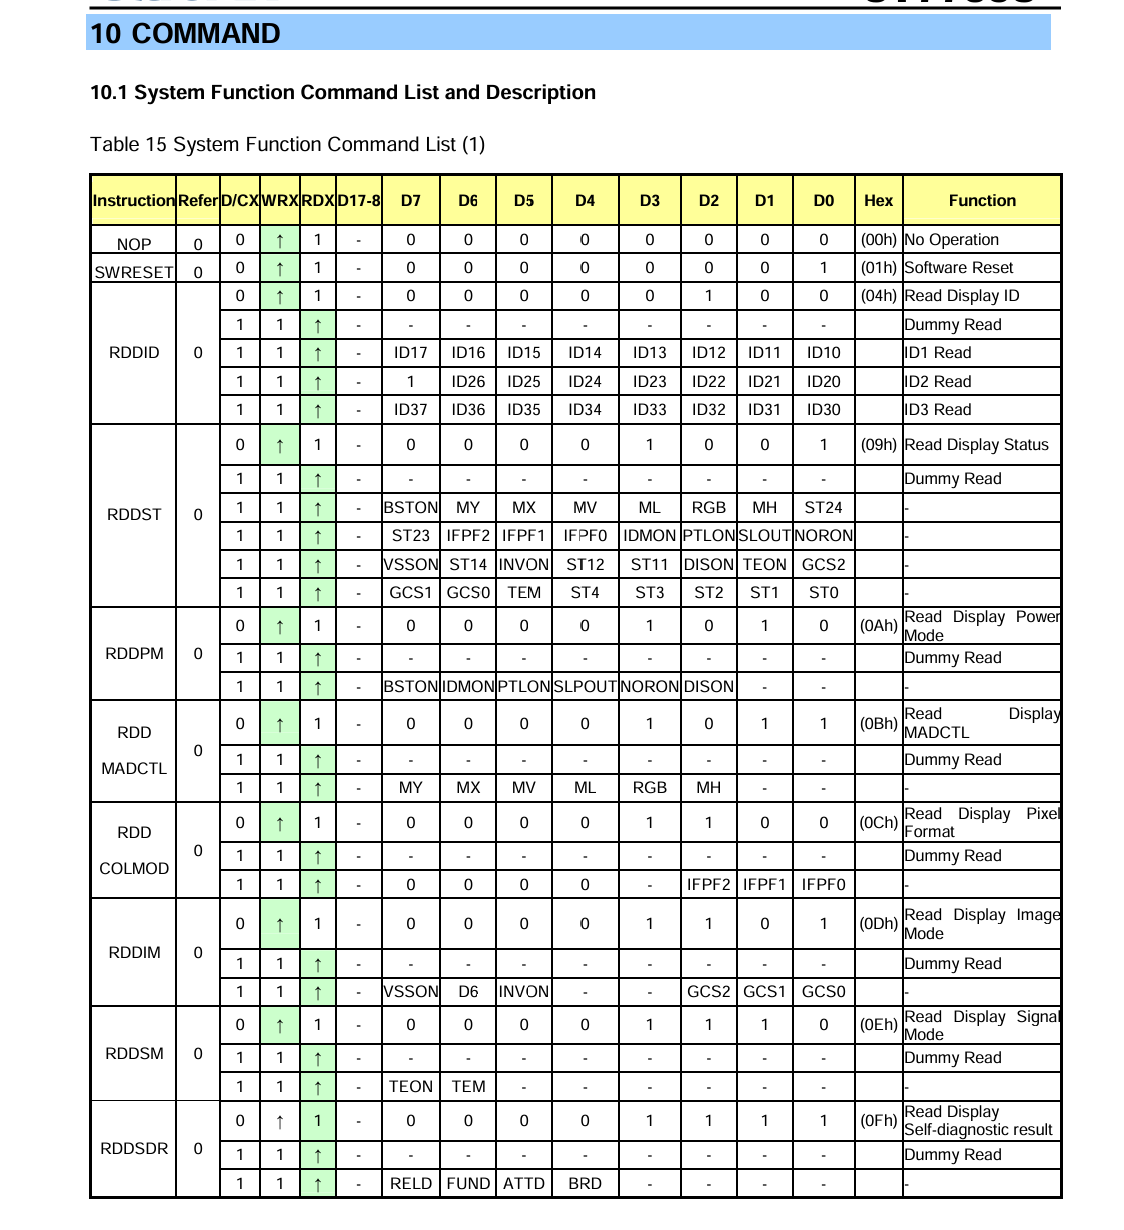 10 COMMAND
10.1 System Function Command List and Description
Table 15 System Function Command List (1)
Instruction Refer D/CX WRX RDX D17-8 D7 D6 D5 D4 D3 D2 D1 D0 Hex Function
NOP 0 0 ↑ 1 - 0 0 0 0 0 0 0 0 (00h) No Operation
SWRESET 0 0 ↑ 1 - 0 0 0 0 0 0 0 1 (01h) Software Reset
RDDID 0 0 ↑ 1 - 0 0 0 0 0 1 0 0 (04h) Read Display ID
1 1 ↑ - - - - - - - - - Dummy Read
1 1 ↑ - ID17 ID16 ID15 ID14 ID13 ID12 ID11 ID10 ID1 Read
1 1 ↑ - 1 ID26 ID25 ID24 ID23 ID22 ID21 ID20 ID2 Read
1 1 ↑ - ID37 ID36 ID35 ID34 ID33 ID32 ID31 ID30 ID3 Read
RDDST 0 0 ↑ 1 - 0 0 0 0 1 0 0 1 (09h) Read Display Status
1 1 ↑ - - - - - - - - - Dummy Read
1 1 ↑ - BSTON MY MX MV ML RGB MH ST24 -
1 1 ↑ - ST23 IFPF2 IFPF1 IFPF0 IDMON PTLON SLOUT NORON -
1 1 ↑ - VSSON ST14 INVON ST12 ST11 DISON TEON GCS2 -
1 1 ↑ - GCS1 GCS0 TEM ST4 ST3 ST2 ST1 ST0 -
RDDPM 0 0 ↑ 1 - 0 0 0 0 1 0 1 0 (0Ah) Read Display Power Mode
1 1 ↑ - - - - - - - - - Dummy Read
1 1 ↑ - BSTON IDMON PTLON SLPOUT NORON DISON - - -
RDD MADCTL 0 0 ↑ 1 - 0 0 0 0 1 0 1 1 (0Bh) Read Display MADCTL
1 1 ↑ - - - - - - - - - Dummy Read
1 1 ↑ - MY MX MV ML RGB MH - - -
RDD COLMOD 0 0 ↑ 1 - 0 0 0 0 1 1 0 0 (0Ch) Read Display Pixel Format
1 1 ↑ - - - - - - - - - Dummy Read
1 1 ↑ - 0 0 0 0 - IFPF2 IFPF1 IFPF0 -
RDDIM 0 0 ↑ 1 - 0 0 0 0 1 1 0 1 (0Dh) Read Display Image Mode
1 1 ↑ - - - - - - - - - Dummy Read
1 1 ↑ - VSSON D6 INVON - - GCS2 GCS1 GCS0 -
RDDSM 0 0 ↑ 1 - 0 0 0 0 1 1 1 0 (0Eh) Read Display Signal Mode
1 1 ↑ - - - - - - - - - Dummy Read
1 1 ↑ - TEON TEM - - - - - - -
RDDSDR 0 0 ↑ 1 - 0 0 0 0 1 1 1 1 (0Fh) Read Display Self-diagnostic result
1 1 ↑ - - - - - - - - - Dummy Read
1 1 ↑ - RELD FUND ATTD BRD - - - - -